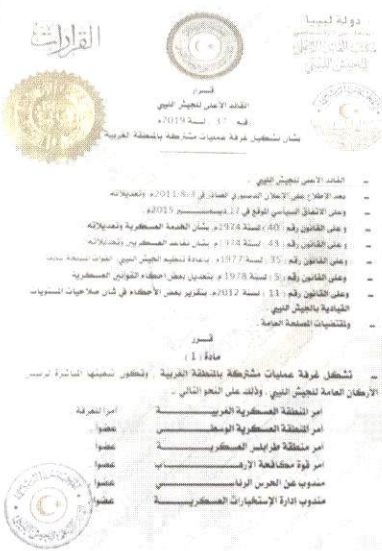 دولة ليبيا
القرارات
قرار
القائد الأعلى للجيش الليبي
رقم 37 لسنة 2019م
بشأن تشكيل غرفة عمليات مشتركة بالمنطقة الغربية
القائد الأعلى للجيش الليبي .
- بعد الاطلاع على الإعلان الدستوري الصادر في 2011/8/3م وتعديلاته
- وعلى الاتفاق السياسي الموقع في 17 ديسمبر 2015م .
- وعلى القانون رقم ( 40 ) لسنة 1974م بشأن الخدمة العسكرية وتعديلاته
- وعلى القانون رقم ( 43 ) لسنة 1974م بشأن تقاعد العسكريين وتعديلاته
- وعلى القانون رقم ( 35 ) لسنة 1977م بإعادة تنظيم الجيش الليبي
- وعلى القانون رقم ( 5 ) لسنة 1978م بتعديل بعض أحكام القوانين العسكرية
- وعلى القانون رقم ( 11 ) لسنة 2012م بتقرير بعض الأحكام في شأن صلاحيات المستويات
القيادية بالجيش الليبي .
- ولمقتضيات المصلحة العامة .
قرر
مادة ( 1 )
- تشكل غرفة عمليات مشتركة بالمنطقة الغربية , وتكون تبعيتها المباشرة لرئيس
الأركان العامة للجيش الليبي , وذلك على النحو التالي :-
آمر المنطقة العسكرية الغربية آمرا للغرفة
آمر المنطقة العسكرية الوسطى عضوا
آمر منطقة طرابلس العسكرية عضوا
آمر قوة مكافحة الإرهاب عضوا
مندوب عن الحرس الرئاسي عضوا
مندوب إدارة الإستخبارات العسكرية عضوا